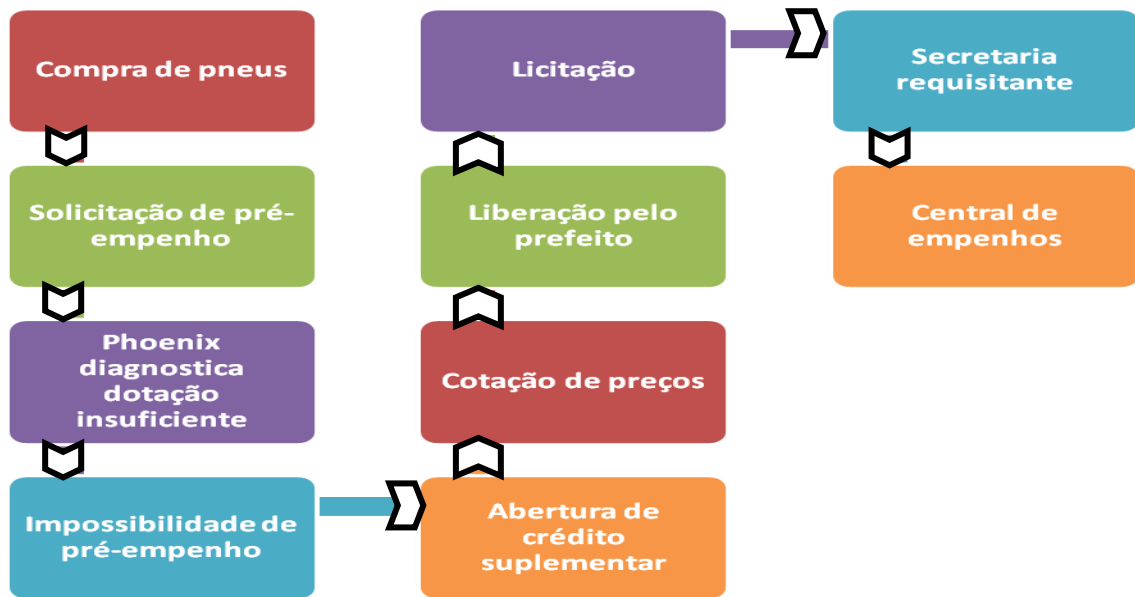 Compra de pneus
Solicitação de pré-
empenho
Phoenix
diagnostica
dotação
insuficiente
Impossibilidade de
pré-empenho
Abertura de
crédito
suplementar
Cotação de preços
Liberação pelo
prefeito
Licitação
Secretaria
requisitante
Central de
empenhos